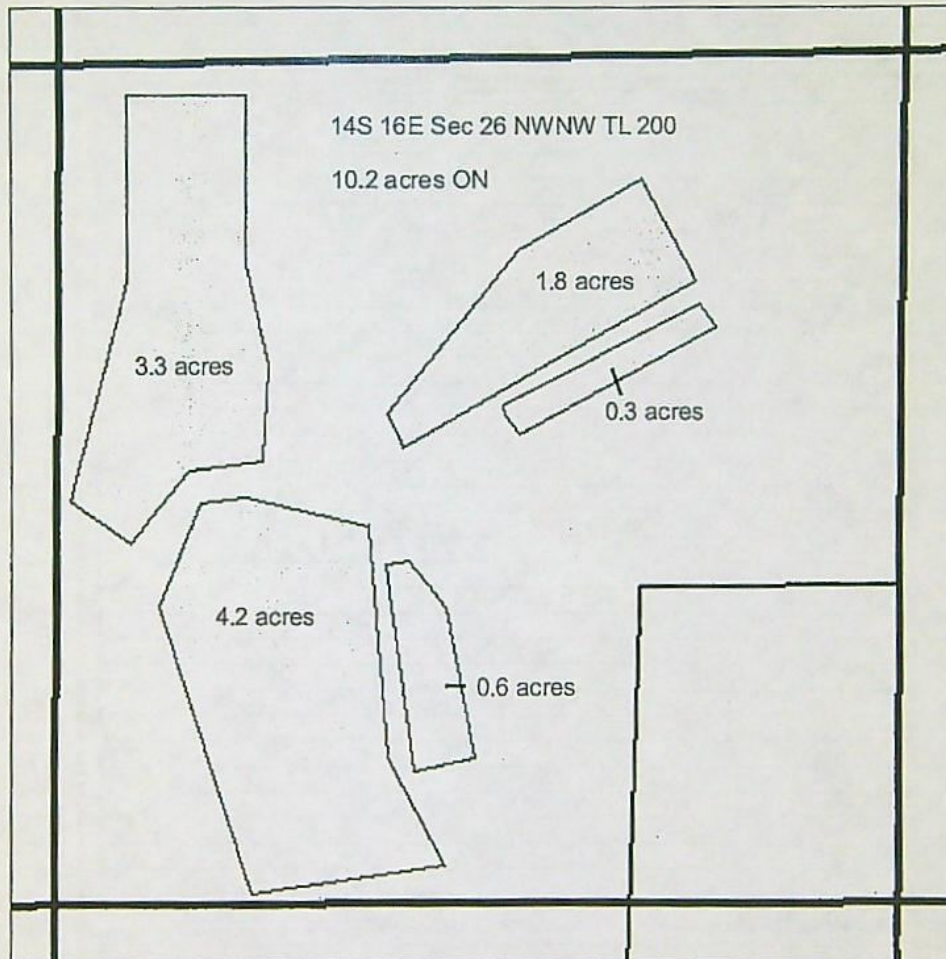 14S 16E Sec 26 NWNW TL 200
10.2 acres ON
1.8 acres
3.3 acres
0.3 acres
4.2 acres
0.6 acres